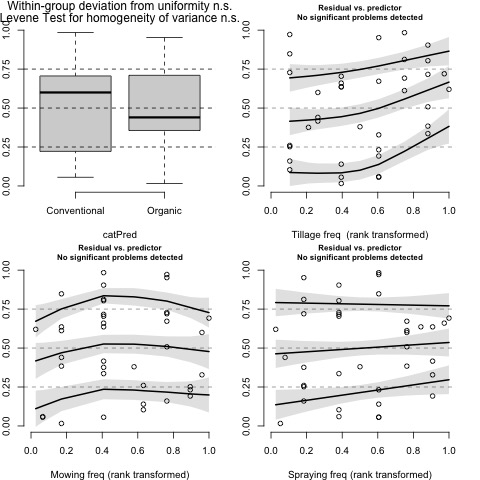 Within-group deviation from uniformity n.s.
Levene Test for homogeneity of variance n.s.
0.00 0.25 0.50 0.75 1.00
Conventional Organic
catPred
Residual vs. predictor
No significant problems detected
0.00 0.25 0.50 0.75 1.00
0.0 0.2 0.4 0.6 0.8 1.0
Tillage freq (rank transformed)
Residual vs. predictor
No significant problems detected
0.00 0.25 0.50 0.75 1.00
0.0 0.2 0.4 0.6 0.8 1.0
Mowing freq (rank transformed)
Residual vs. predictor
No significant problems detected
0.00 0.25 0.50 0.75 1.00
0.0 0.2 0.4 0.6 0.8 1.0
Spraying freq (rank transformed)